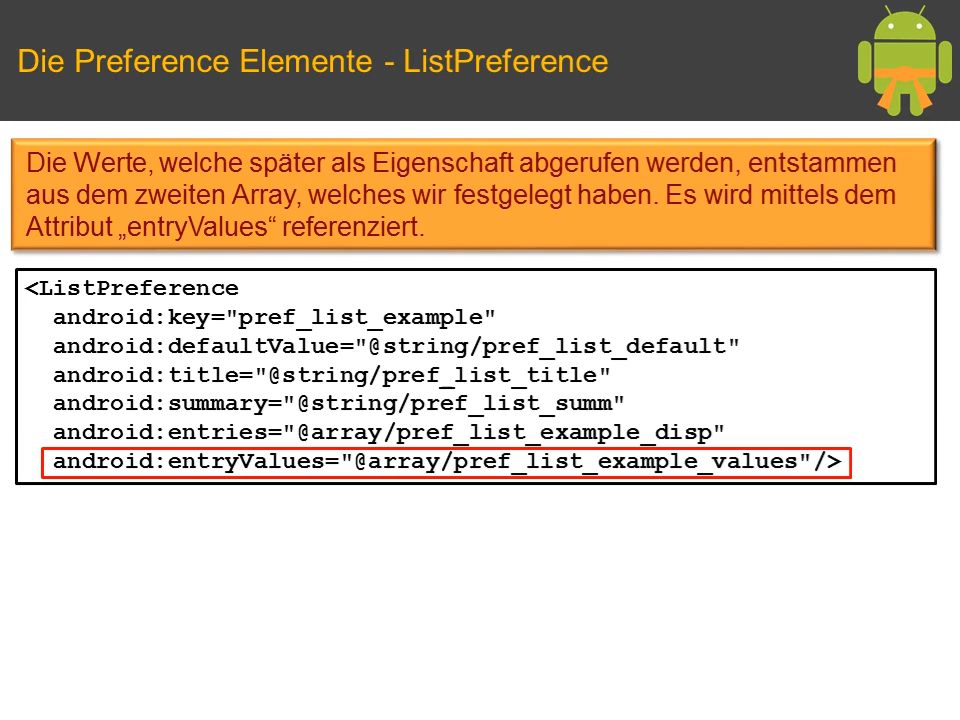 Die Preference Elemente - ListPreference
Die Werte, welche später als Eigenschaft abgerufen werden, entstammen
aus dem zweiten Array, welches wir festgelegt haben. Es wird mittels dem
Attribut „entryValues“ referenziert.
<ListPreference
  android:key="pref_list_example"
  android:defaultValue="@string/pref_list_default"
  android:title="@string/pref_list_title"
  android:summary="@string/pref_list_summ"
  android:entries="@array/pref_list_example_disp"
  android:entryValues="@array/pref_list_example_values"/>